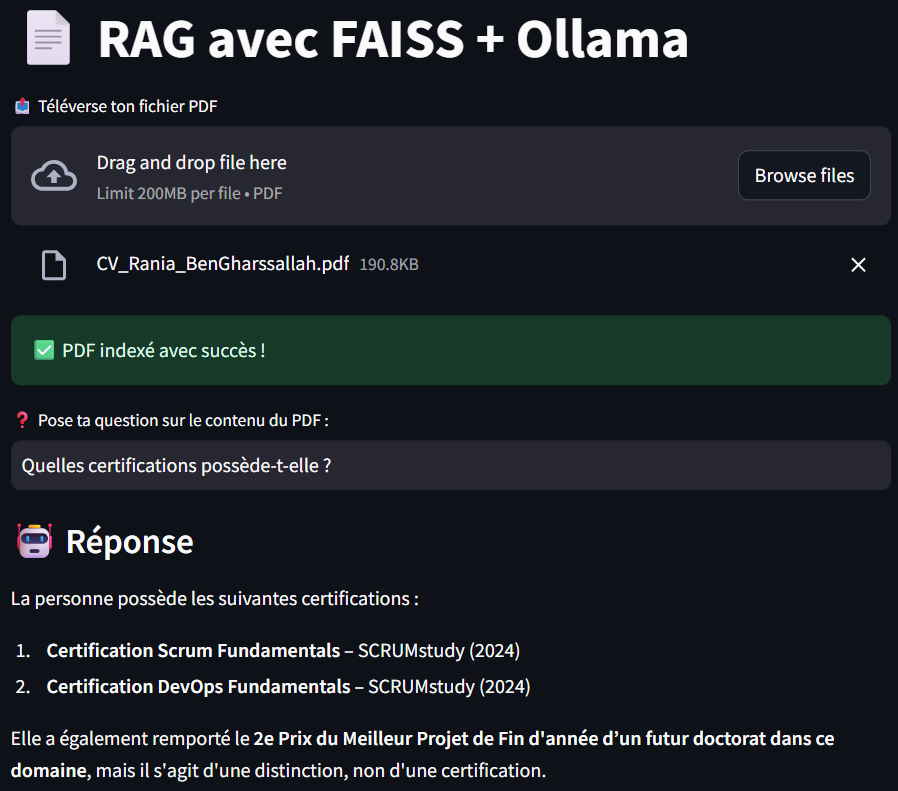 RAG avec FAISS + Ollama
Téléverse ton fichier PDF
Drag and drop file here
Limit 200MB per file • PDF
Browse files
CV_Rania_BenGharssallah.pdf 190.8KB
PDF indexé avec succès !
Pose ta question sur le contenu du PDF :
Quelles certifications possède-t-elle ?
Réponse
La personne possède les suivantes certifications :
1. Certification Scrum Fundamentals – SCRUMstudy (2024)
2. Certification DevOps Fundamentals – SCRUMstudy (2024)
Elle a également remporté le 2e Prix du Meilleur Projet de Fin d'année d’un futur doctorat dans ce
domaine, mais il s'agit d'une distinction, non d'une certification.